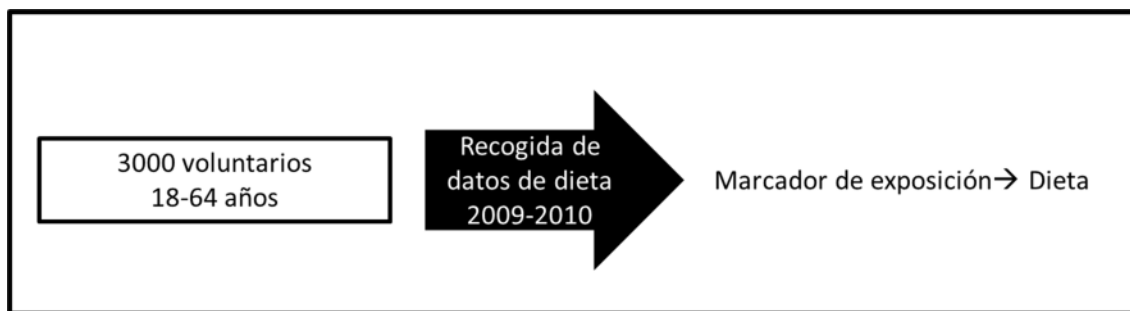 3000 voluntarios
18-64 años
Recogida de
datos de dieta
2009-2010
Marcador de exposición→ Dieta